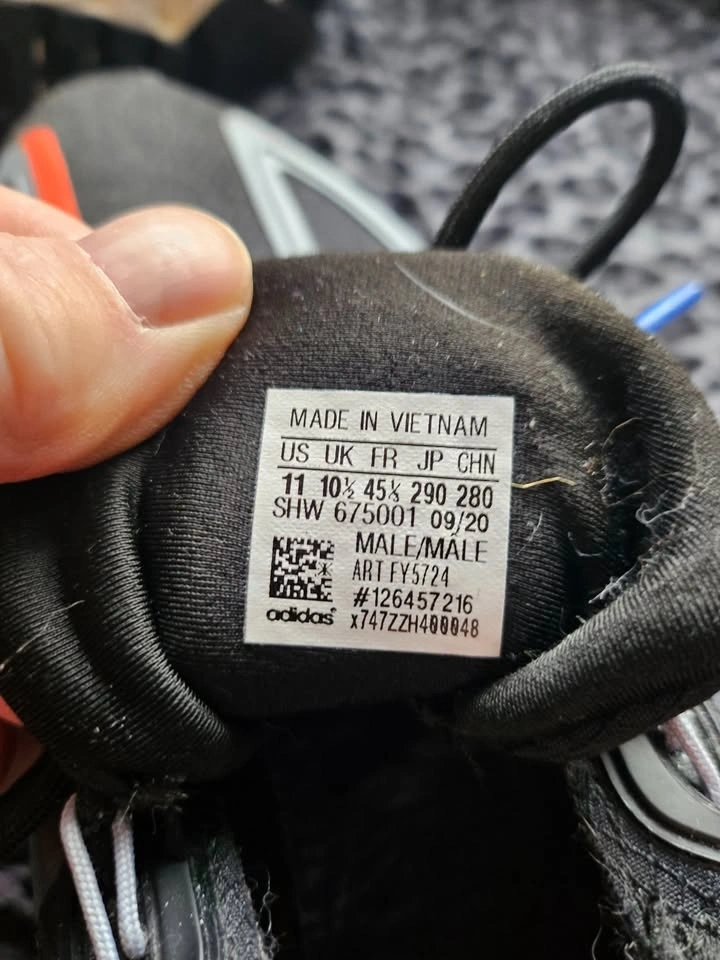 MADE IN VIETNAM
US UK FR JP CHN
11 10½ 45⅓ 290 280
SHW 675001 09/20
MALE/MÂLE
ART FY5724
#126457216
adidas x747ZZH400048